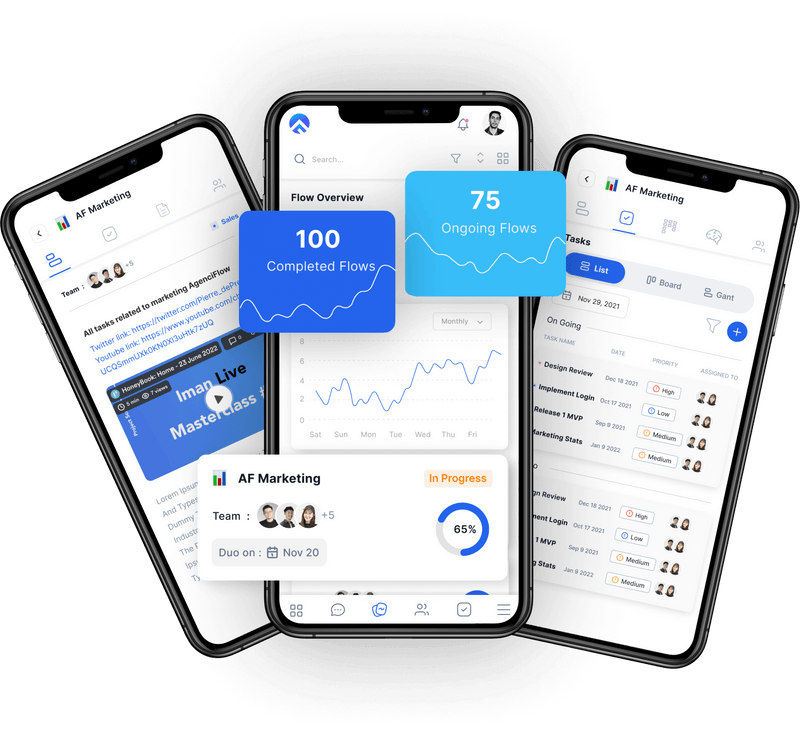 AF Marketing
Sales
Team :
+5
All tasks related to marketing AgenciFlow
Twitter link: https://twitter.com/Pierre_dePr
Youtube link: https://www.youtube.com/c
UCQSmmUXk0KN0Xl3uHtk7zUQ
HoneyBook: Home - 23 June 2022
0
5 min
7 views
Iman Live
Masterclass
Lorem Ipsum
And Typese
Dummy
Industr
The
Ipsu
Ty
Search...
Flow Overview
100
Completed Flows
75
Ongoing Flows
Monthly
8
6
4
2
0
Sat Sun Mon Tue Wed Thu Fri
AF Marketing
In Progress
Team :
+5
65%
Duo on : Nov 20
AF Marketing
Tasks
List
Board
Gant
Nov 29, 2021
On Going
TASK NAME DATE PRIORITY ASSIGNED TO
Design Review Dec 18 2021 High
Implement Login Oct 17 2021 Low
Release 1 MVP Sep 9 2021 Medium
Marketing Stats Jan 9 2022 Medium
gn Review Dec 18 2021 High
ment Login Oct 17 2021 Low
1 MVP Sep 9 2021 Medium
g Stats Jan 9 2022 Medium